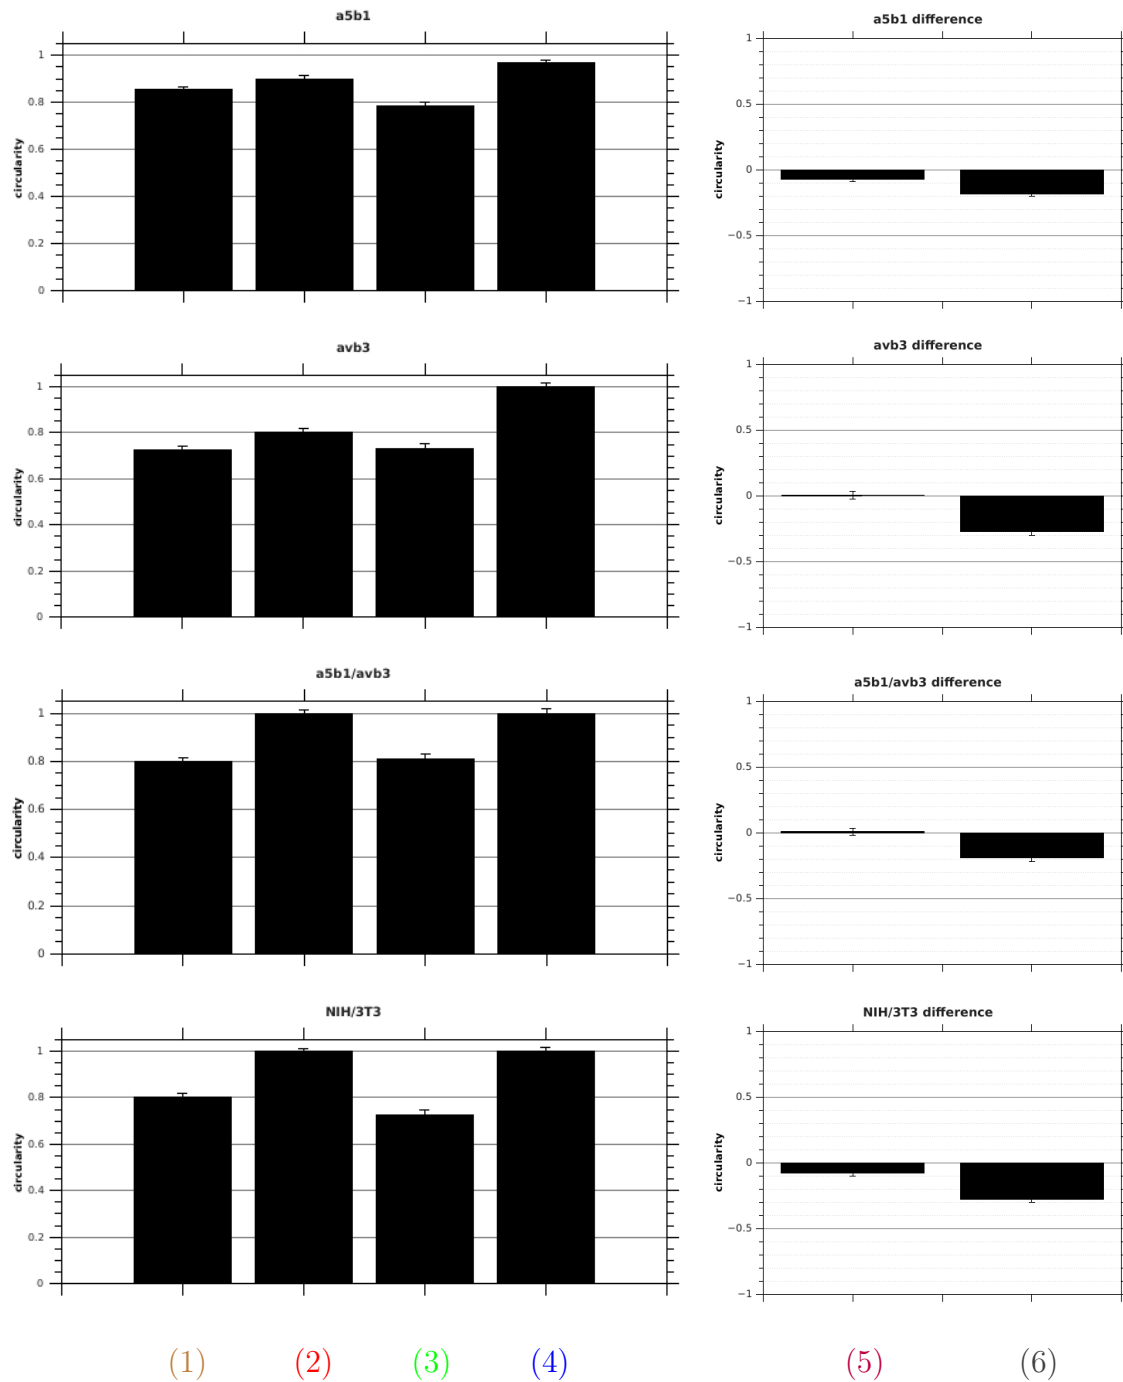 a5b1
1
0.8
0.6
0.4
0.2
0
circularity
a5b1 difference
1
0.5
0
−0.5
−1
circularity
avb3
1
0.8
0.6
0.4
0.2
0
circularity
avb3 difference
1
0.5
0
−0.5
−1
circularity
a5b1/avb3
1
0.8
0.6
0.4
0.2
0
circularity
a5b1/avb3 difference
1
0.5
0
−0.5
−1
circularity
NIH/3T3
1
0.8
0.6
0.4
0.2
0
circularity
NIH/3T3 difference
1
0.5
0
−0.5
−1
circularity
(1) (2) (3) (4) (5) (6)